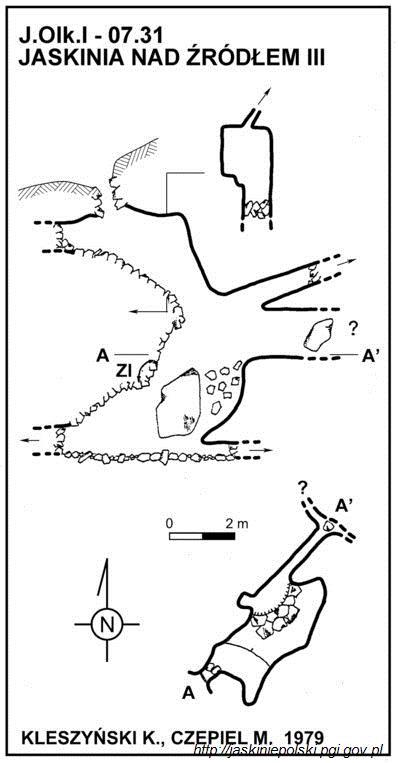 J.Olk.I - 07.31
JASKINIA NAD ŹRÓDŁEM III
A
ZI
?
A'
0 2 m
?
A'
N
A
KLESZYŃSKI K., CZEPIEL M. 1979
http://jaskiniepolski.pgi.gov.pl